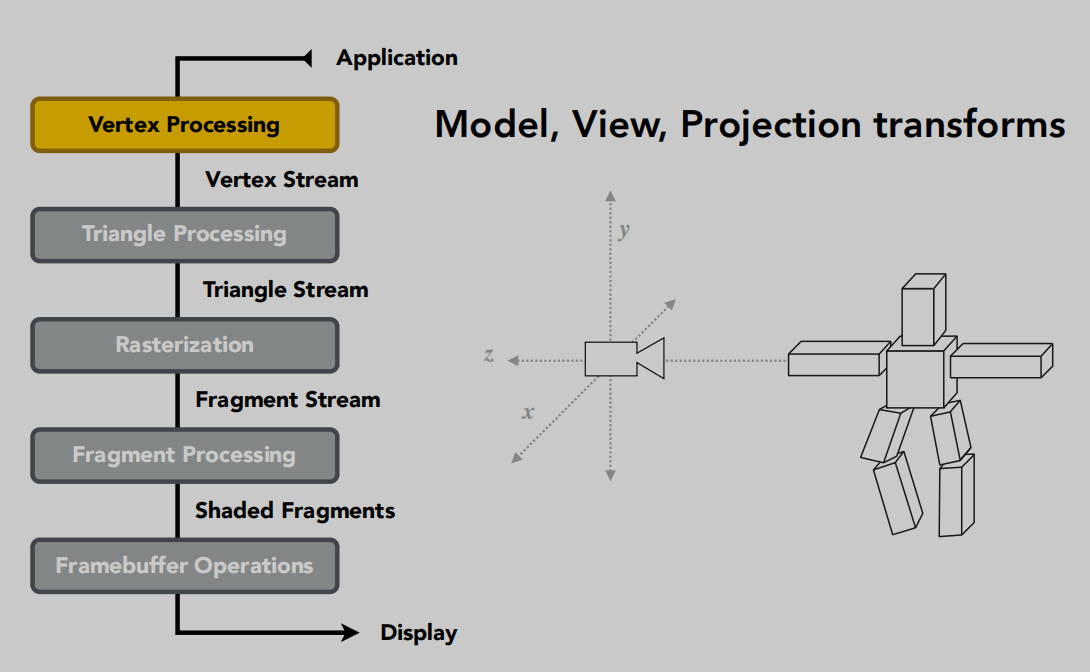 Application
Vertex Processing
Model, View, Projection transforms
Vertex Stream
Triangle Processing
y
Triangle Stream
Rasterization
z
Fragment Stream
x
Fragment Processing
Shaded Fragments
Framebuffer Operations
Display